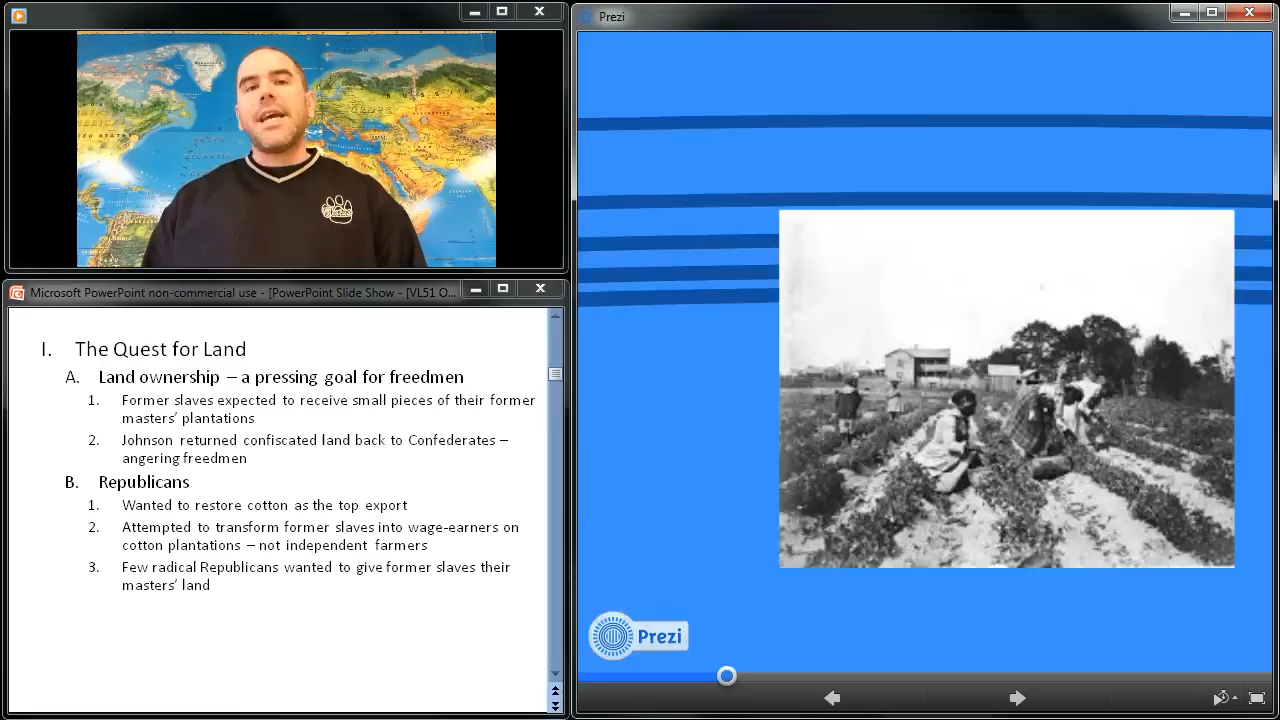 Prezi
Microsoft PowerPoint non-commercial use - [PowerPoint Slide Show - [VL51 O...
I. The Quest for Land
A. Land ownership – a pressing goal for freedmen
1. Former slaves expected to receive small pieces of their former
masters’ plantations
2. Johnson returned confiscated land back to Confederates –
angering freedmen
B. Republicans
1. Wanted to restore cotton as the top export
2. Attempted to transform former slaves into wage-earners on
cotton plantations – not independent farmers
3. Few radical Republicans wanted to give former slaves their
masters’ land
Prezi